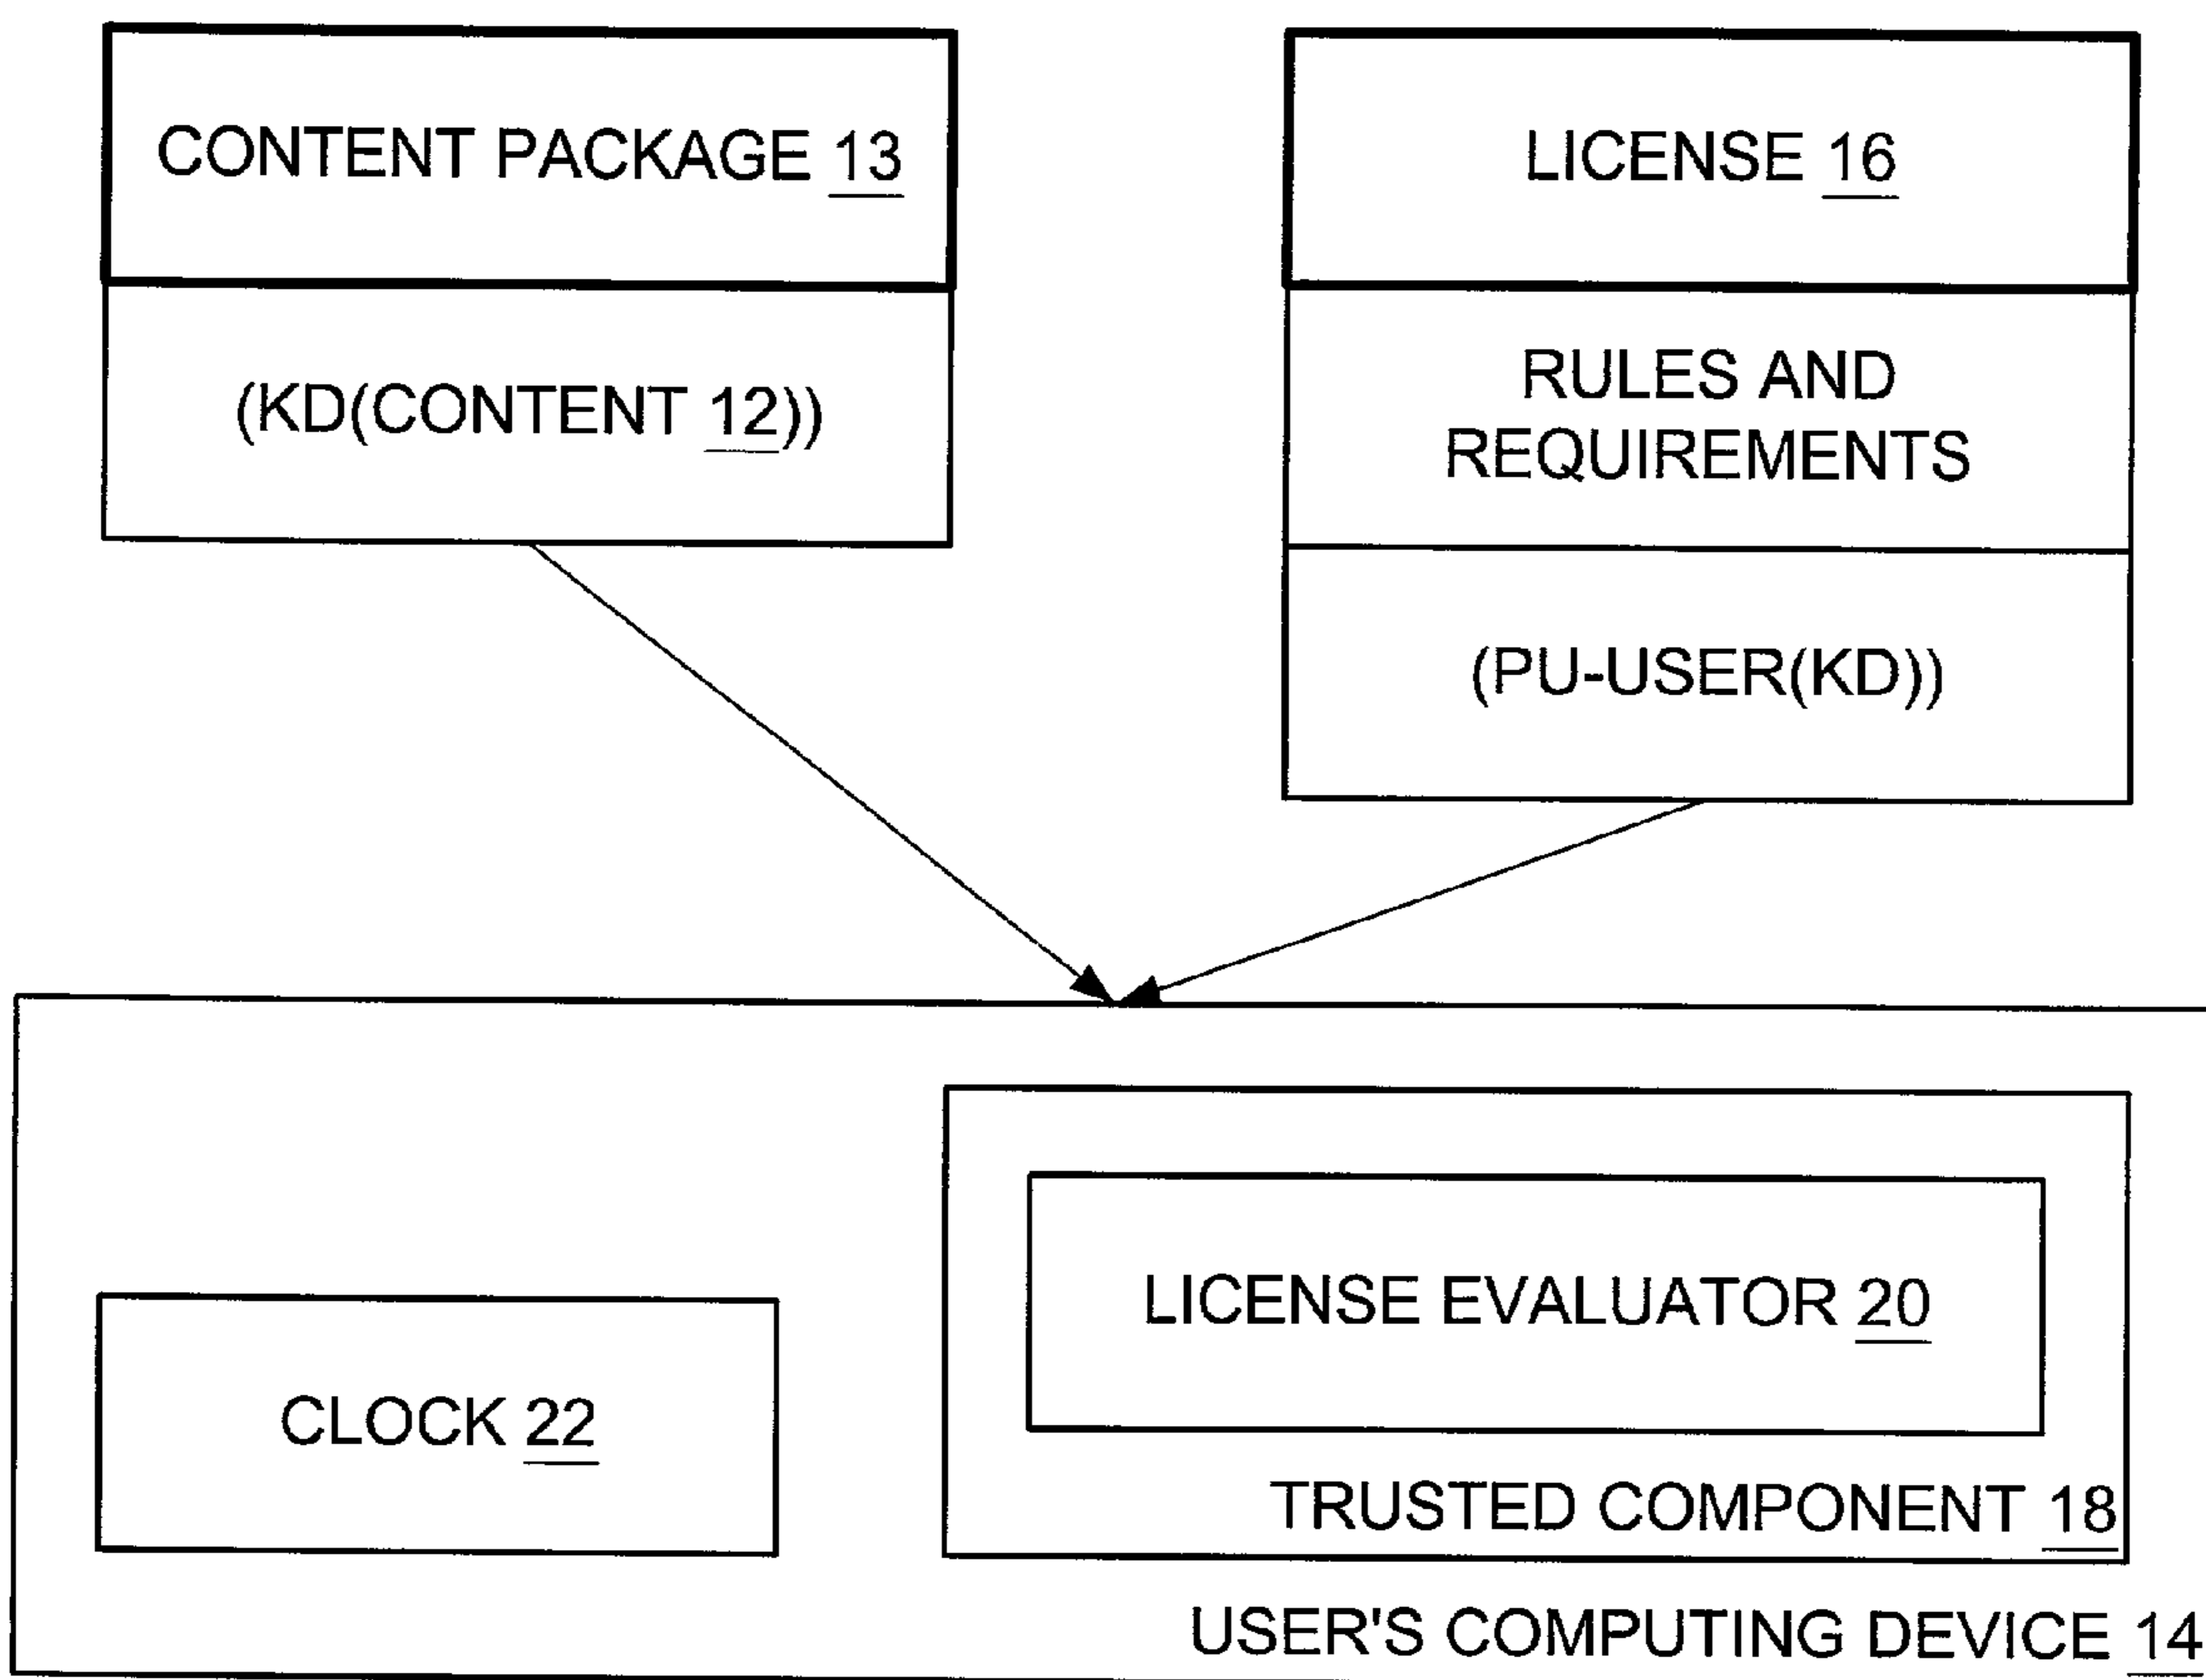 CONTENT PACKAGE 13
(KD(CONTENT 12))
LICENSE 16
RULES AND
REQUIREMENTS
(PU-USER(KD))
LICENSE EVALUATOR 20
CLOCK 22
TRUSTED COMPONENT 18
USER'S COMPUTING DEVICE 14